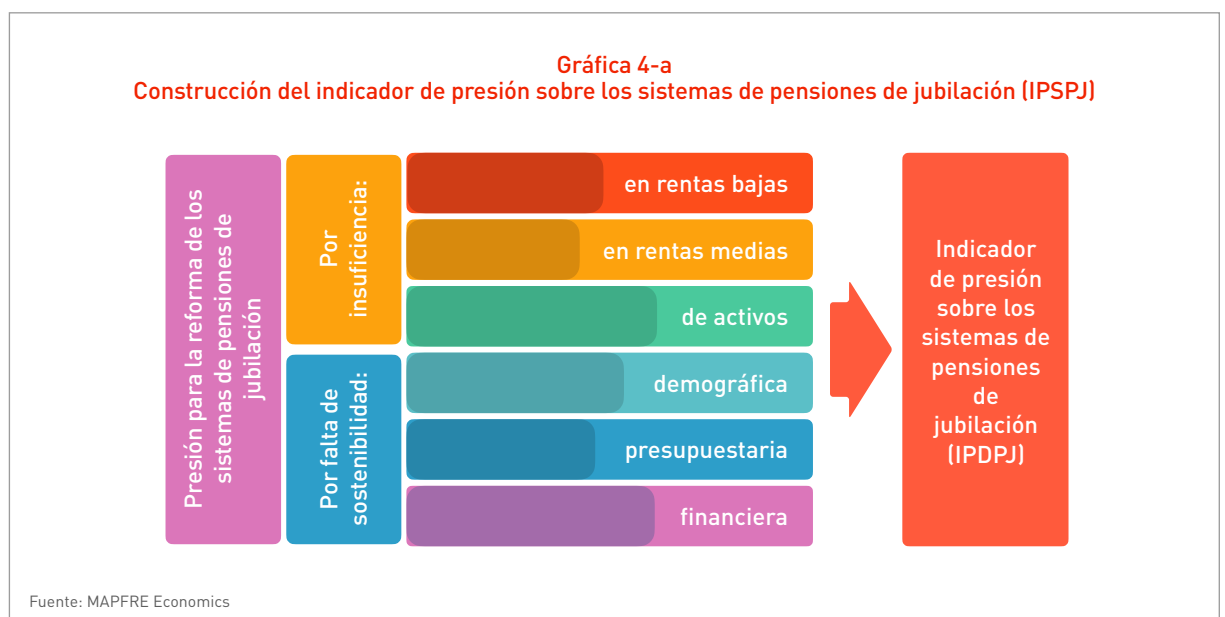 Gráfica 4-a
Construcción del indicador de presión sobre los sistemas de pensiones de jubilación (IPSPJ)
Presión para la reforma de los
sistemas de pensiones de
jubilación
Por
insuficiencia:
en rentas bajas
en rentas medias
de activos
Por falta de
sostenibilidad:
demográfica
presupuestaria
financiera
Indicador
de presión
sobre los
sistemas de
pensiones
de
jubilación
(IPDPJ)
Fuente: MAPFRE Economics